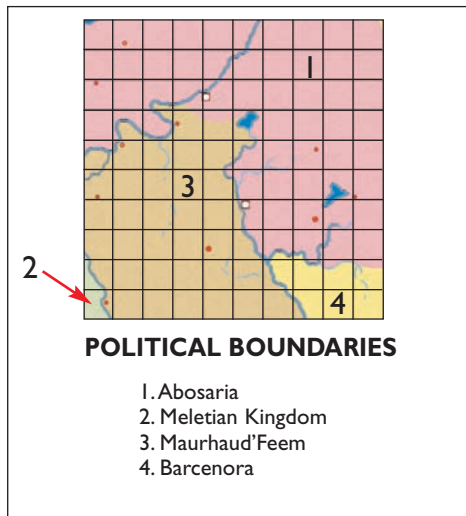 1
3
2
4
POLITICAL BOUNDARIES
1. Abosaria
2. Meletian Kingdom
3. Maurhaud'Feem
4. Barcenora